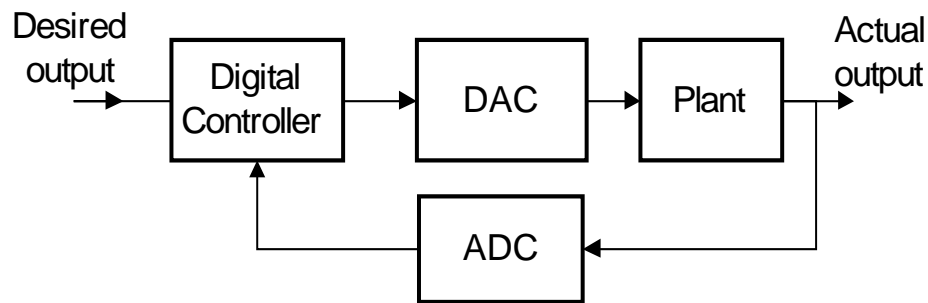 Desired
output
Digital
Controller
DAC
Plant
Actual
output
ADC